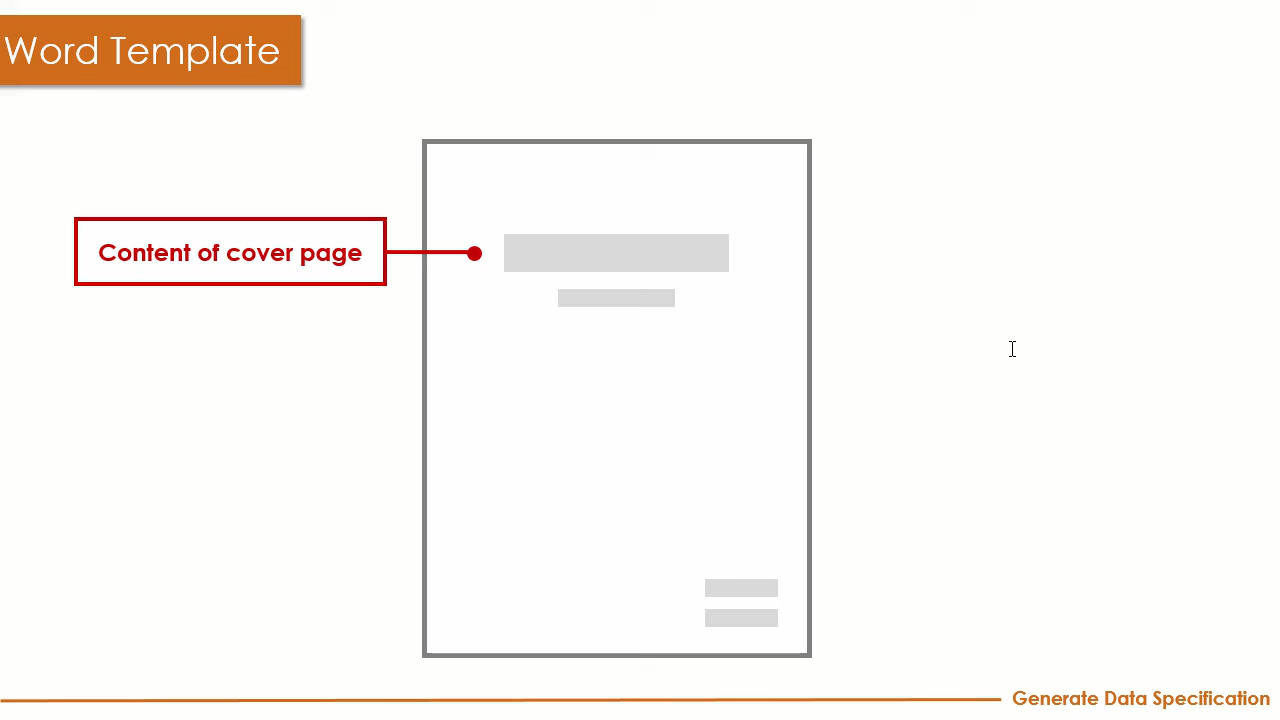 Word Template
Content of cover page
Generate Data Specification